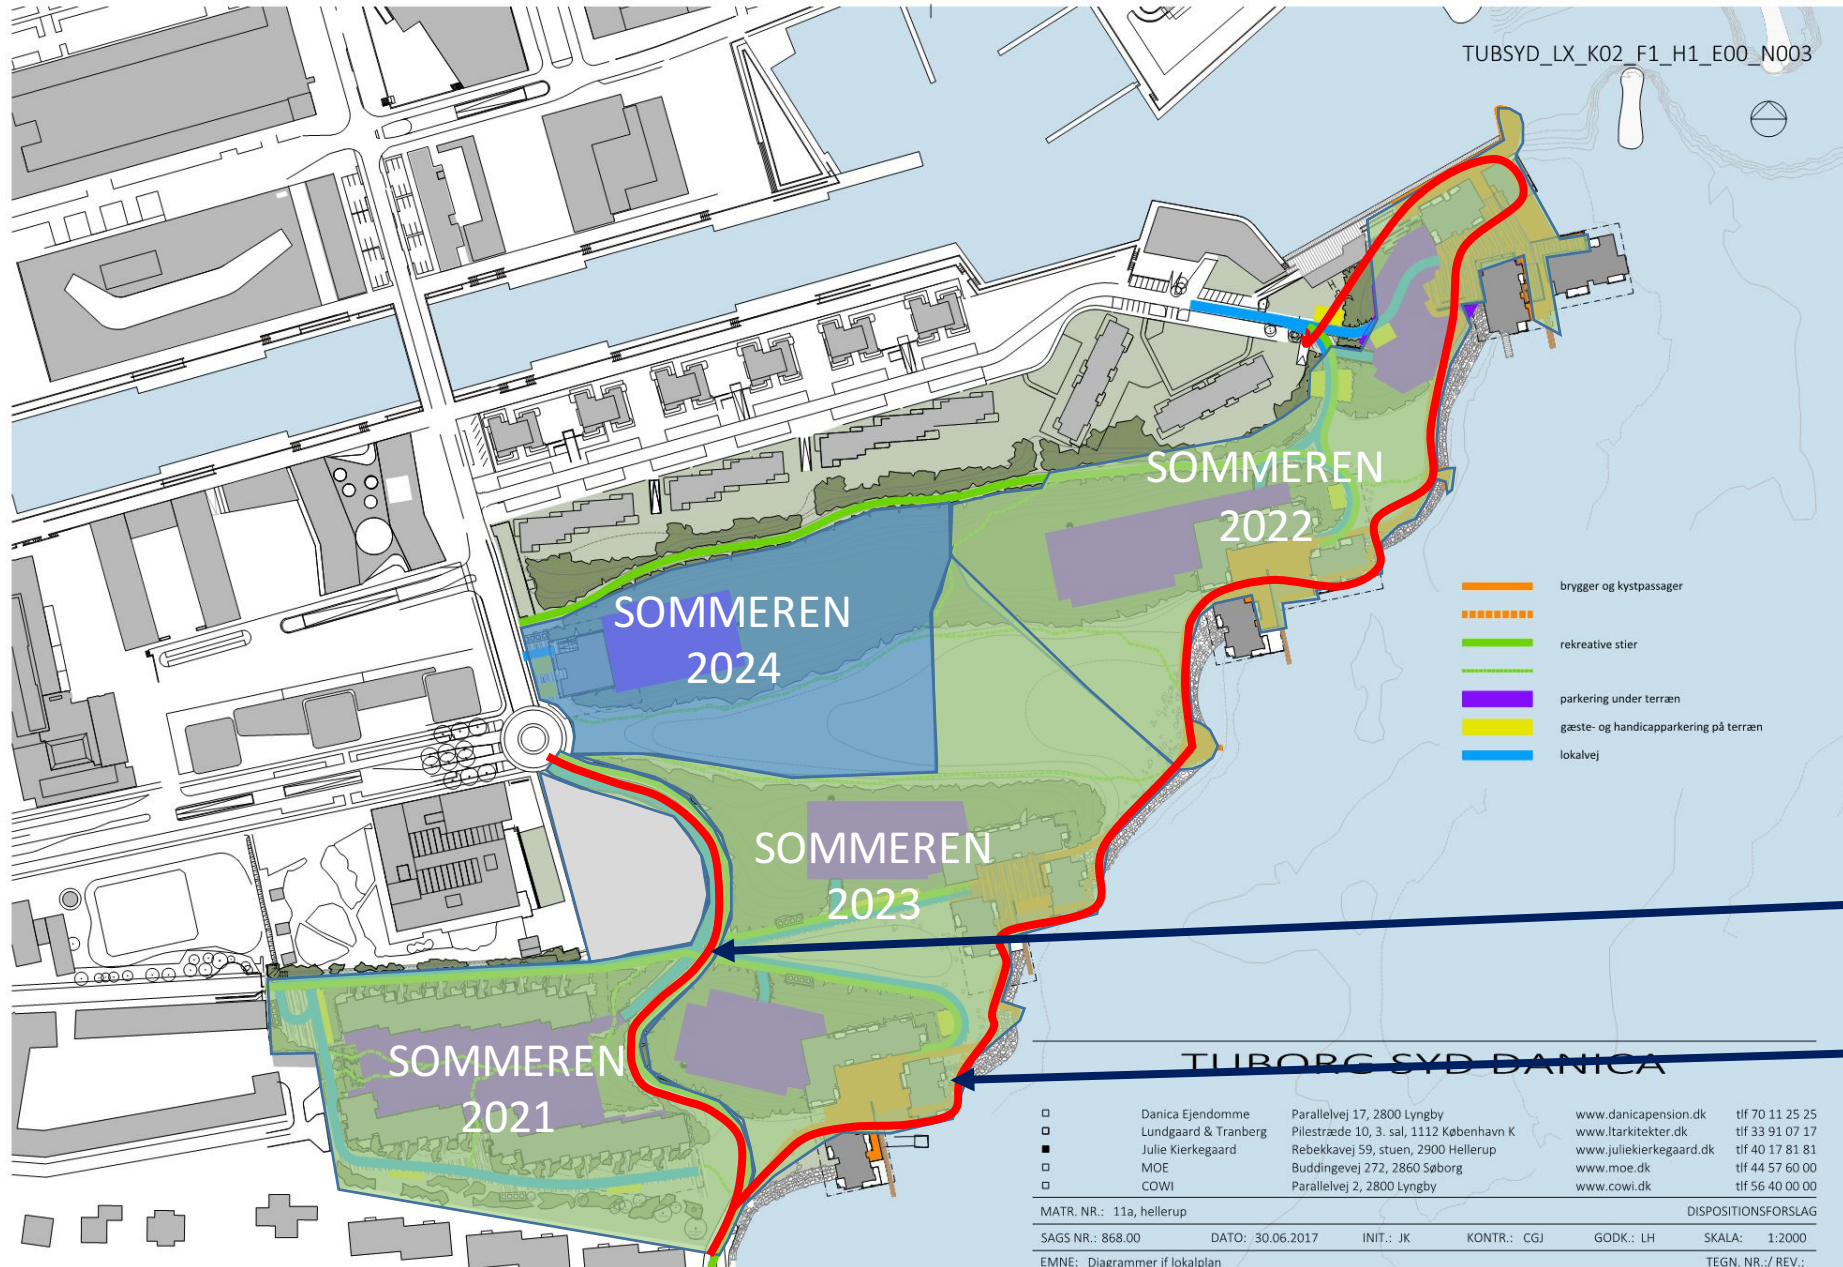 TUBSYD_LX_K02_F1_H1_E00_N003
SOMMEREN
2022
SOMMEREN
2024
SOMMEREN
2023
SOMMEREN
2021
brygger og kystpassager
rekreative stier
parkering under terræn
gæste- og handicapparkering på terræn
lokalvej
TUBORG SYD DANICA
Danica Ejendomme Parallelvej 17, 2800 Lyngby www.danicapension.dk tlf 70 11 25 25
Lundgaard & Tranberg Pilestræde 10, 3. sal, 1112 København K www.ltarkitekter.dk tlf 33 91 07 17
Julie Kierkegaard Rebekkavej 59, stuen, 2900 Hellerup www.juliekierkegaard.dk tlf 40 17 81 81
MOE Buddingevej 272, 2860 Søborg www.moe.dk tlf 44 57 60 00
COWI Parallelvej 2, 2800 Lyngby www.cowi.dk tlf 56 40 00 00
MATR. NR.: 11a, hellerup DISPOSITIONSFORSLAG
SAGS NR.: 868.00 DATO: 30.06.2017 INIT.: JK KONTR.: CGJ GODK.: LH SKALA: 1:2000
EMNE: Diagrammer if lokalplan TEGN. NR.:/ REV.: